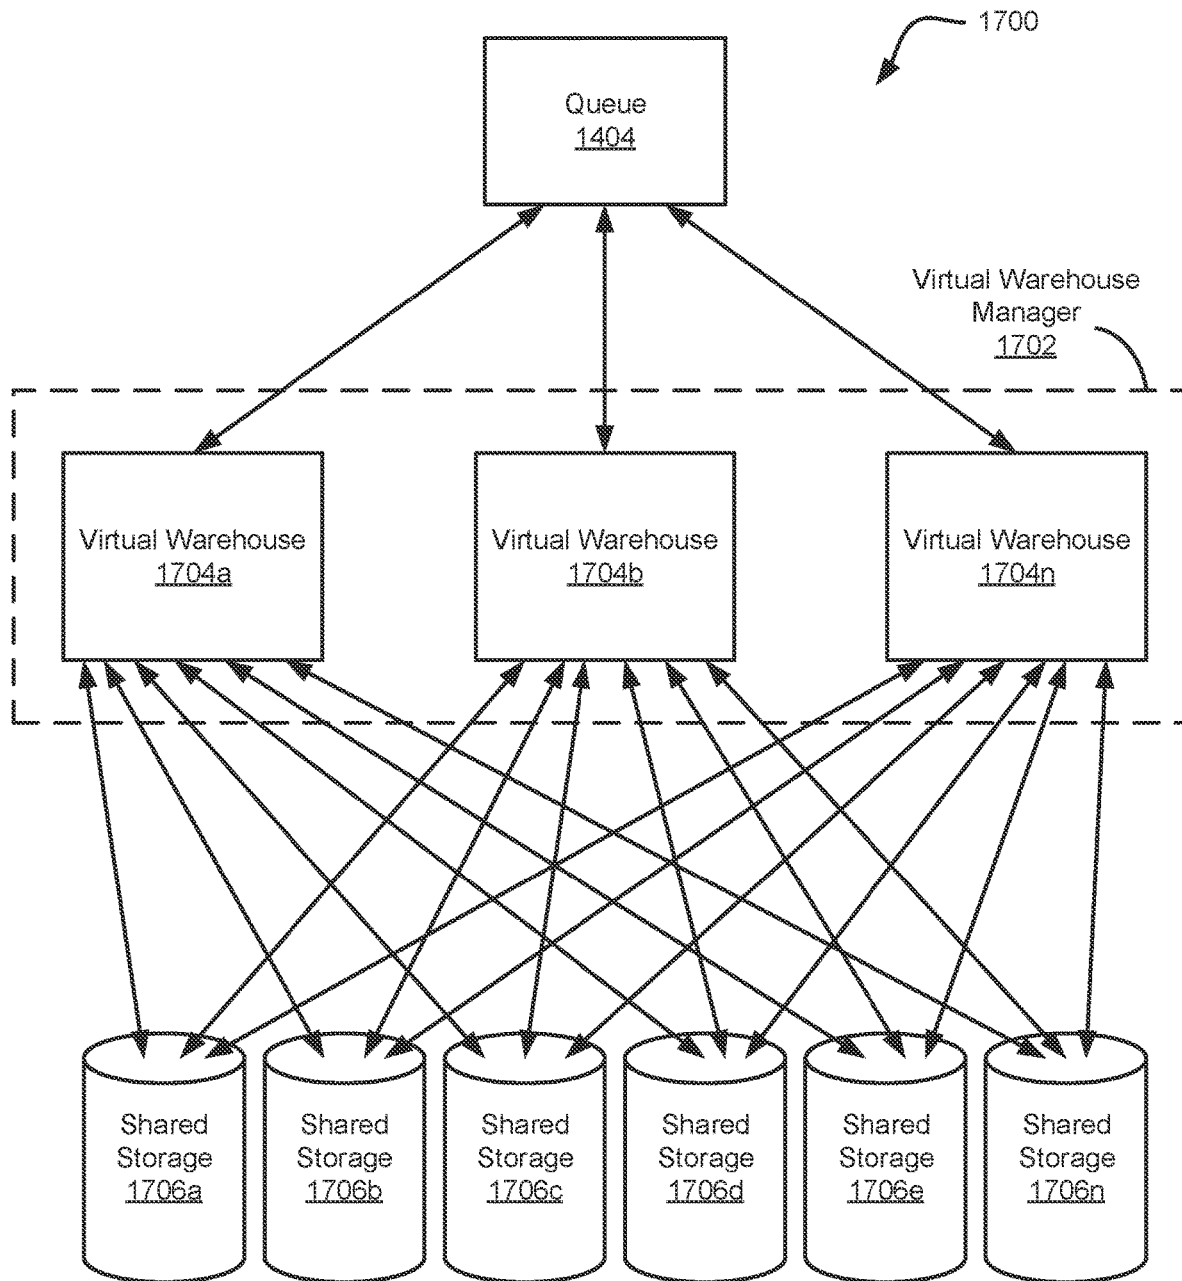 1700
Queue
1404
Virtual Warehouse
Manager
1702
Virtual Warehouse
1704a
Virtual Warehouse
1704b
Virtual Warehouse
1704n
Shared
Storage
1706a
Shared
Storage
1706b
Shared
Storage
1706c
Shared
Storage
1706d
Shared
Storage
1706e
Shared
Storage
1706n